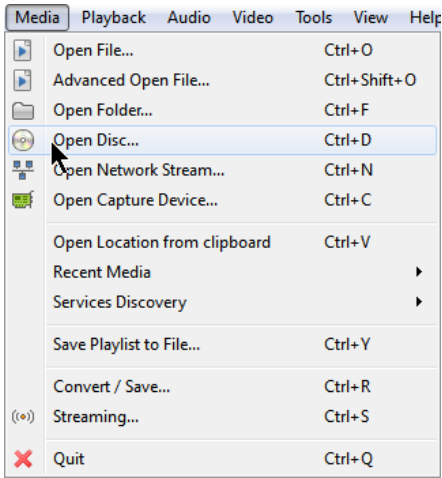 Media Playback Audio Video Tools View Help
Open File... Ctrl+O
Advanced Open File... Ctrl+Shift+O
Open Folder... Ctrl+F
Open Disc... Ctrl+D
Open Network Stream... Ctrl+N
Open Capture Device... Ctrl+C
Open Location from clipboard Ctrl+V
Recent Media
Services Discovery
Save Playlist to File... Ctrl+Y
Convert / Save... Ctrl+R
Streaming... Ctrl+S
Quit Ctrl+Q